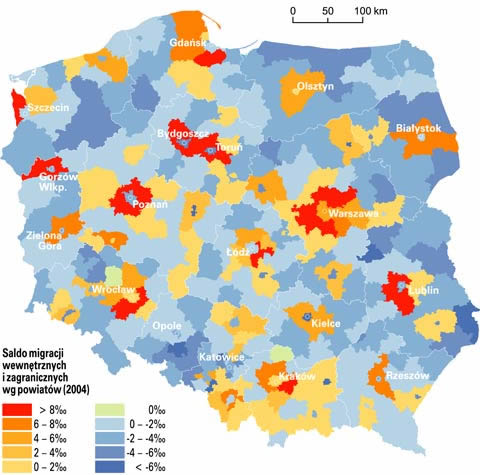 0 50 100 km
Gdańsk
Olsztyn
Szczecin
Białystok
Bydgoszcz
Toruń
Gorzów
Wlkp.
Poznań
Warszawa
Zielona
Góra
Łódź
Wrocław
Lublin
Opole
Kielce
Katowice
Kraków
Rzeszów
Saldo migracji
wewnętrznych
i zagranicznych
wg powiatów (2004)
> 8‰ 0‰
6 – 8‰ 0 – –2‰
4 – 6‰ –2 – –4‰
2 – 4‰ –4 – –6‰
0 – 2‰ < -6‰